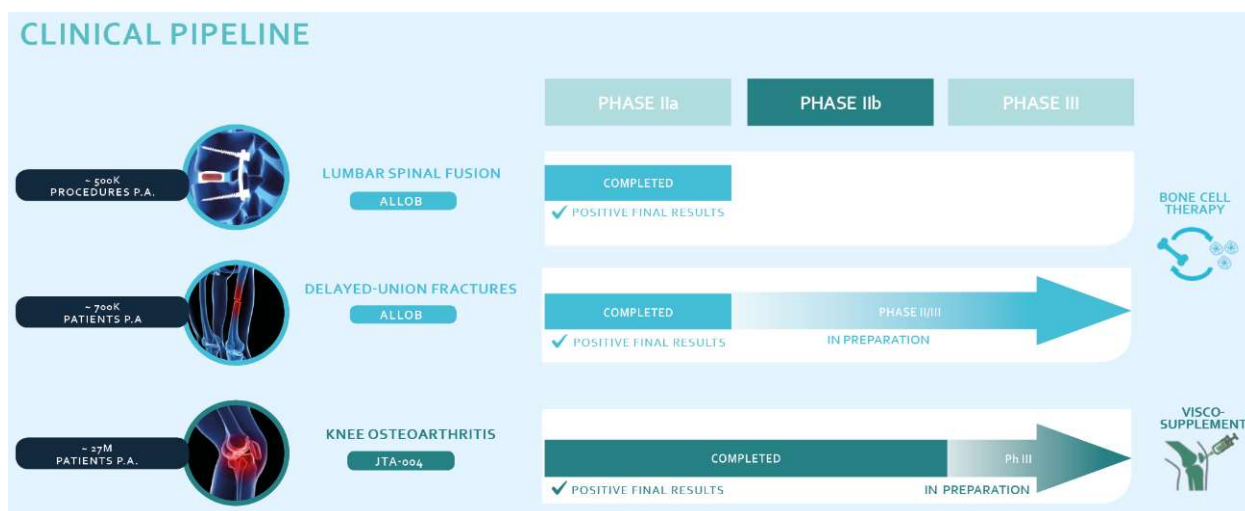 CLINICAL PIPELINE
PHASE IIa
PHASE IIb
PHASE III
~ 500K
PROCEDURES P.A.
LUMBAR SPINAL FUSION
ALLOB
COMPLETED
✓ POSITIVE FINAL RESULTS
BONE CELL
THERAPY
~ 700K
PATIENTS P.A
DELAYED-UNION FRACTURES
ALLOB
COMPLETED
PHASE II/III
✓ POSITIVE FINAL RESULTS
IN PREPARATION
~ 27M
PATIENTS P.A.
KNEE OSTEOARTHRITIS
JTA-004
COMPLETED
Ph III
✓ POSITIVE FINAL RESULTS
IN PREPARATION
VISCO-
SUPPLEMENT